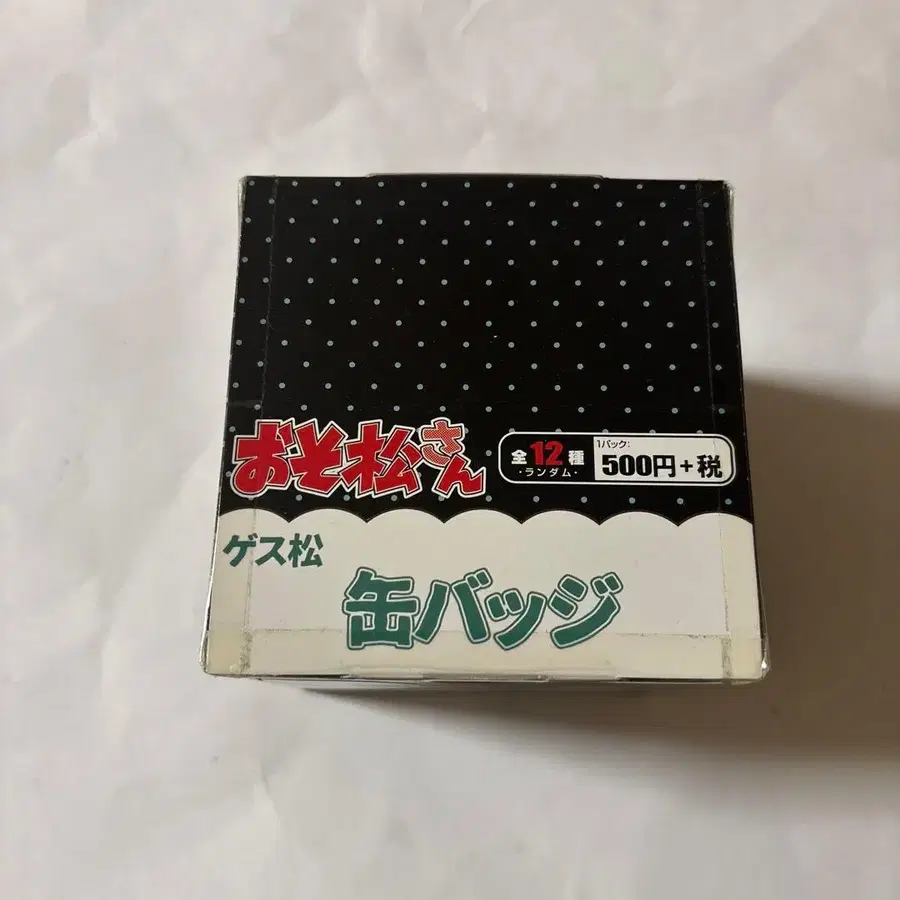 おそ松さん
全12種
・ランダム・
1パック:
500円+税
ゲス松
缶バッジ